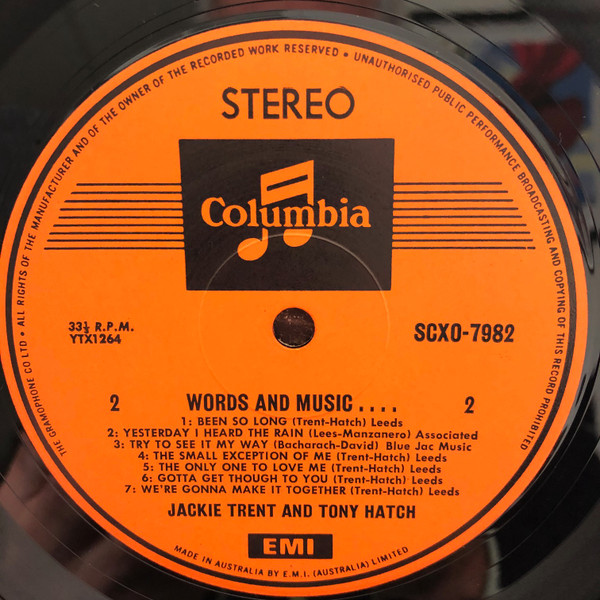 THE GRAMOPHONE CO LTD • ALL RIGHTS OF THE MANUFACTURER AND OF THE OWNER OF THE RECORDED WORK RESERVED • UNAUTHORISED PUBLIC PERFORMANCE BROADCASTING AND COPYING OF THIS RECORD PROHIBITED
STEREO
Columbia
33⅓ R.P.M.
YTX1264
SCXO-7982
2 WORDS AND MUSIC .... 2
1: BEEN SO LONG (Trent-Hatch) Leeds
2: YESTERDAY I HEARD THE RAIN (Lees-Manzanero) Associated
3: TRY TO SEE IT MY WAY (Bacharach-David) Blue Jac Music
4: THE SMALL EXCEPTION OF ME (Trent-Hatch) Leeds
5: THE ONLY ONE TO LOVE ME (Trent-Hatch) Leeds
6: GOTTA GET THOUGH TO YOU (Trent-Hatch) Leeds
7: WE'RE GONNA MAKE IT TOGETHER (Trent-Hatch) Leeds
JACKIE TRENT AND TONY HATCH
EMI
MADE IN AUSTRALIA BY E.M.I. (AUSTRALIA) LIMITED